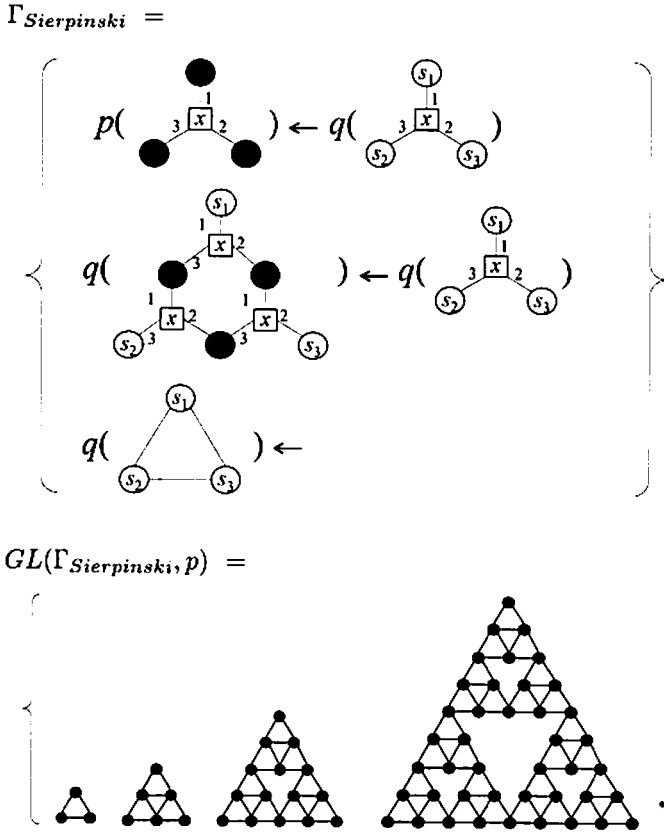 Γ_Sierpinski =
1
s₁
1
p( 3 x 2 ) ← q( 3 x 2 )
s₂ s₃
s₁
1 x 2 s₁
3 1
q( ) ← q( 3 x 2 )
1 1 s₂ s₃
x 2 x 2
s₂ 3 3 s₃
s₁
q( ) ←
s₂ s₃
GL(Γ_Sierpinski, p) =